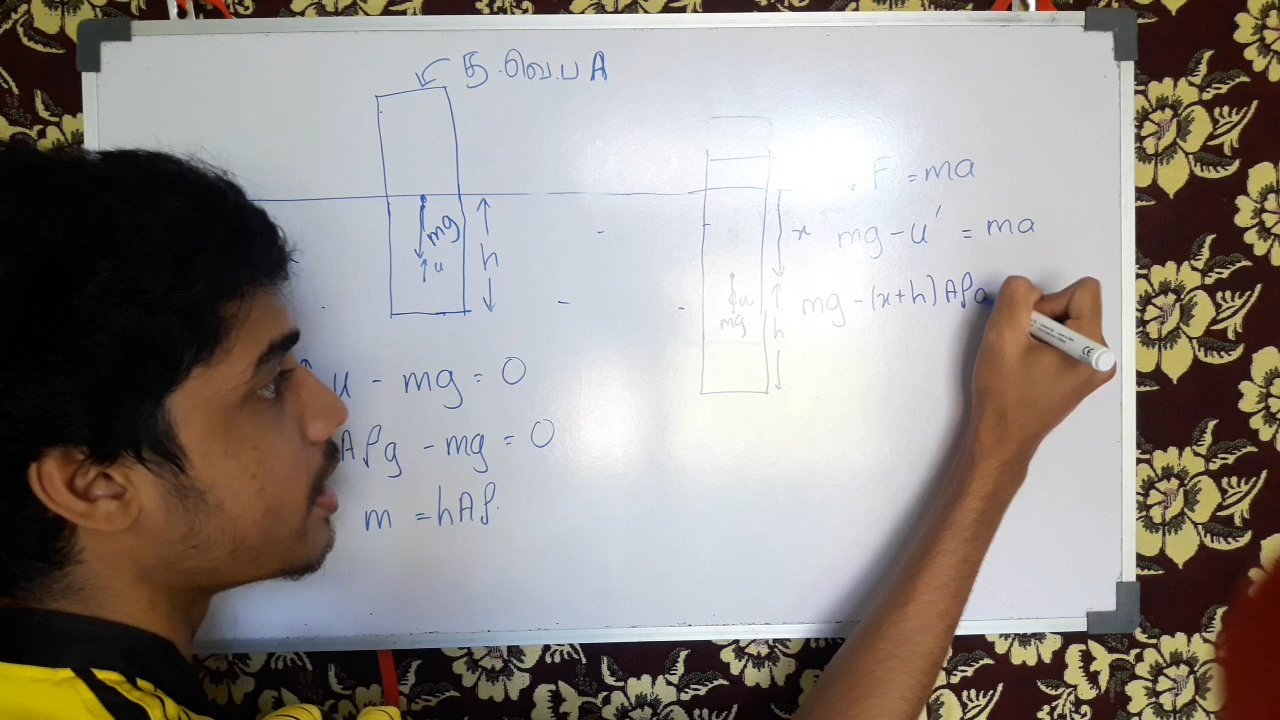 த.வெ.ப A
mg
u
h
x
u
mg
h
F = ma
mg - u' = ma
mg - (x+h) Aρg
u - mg = 0
Aρg - mg = 0
m = hAρ.